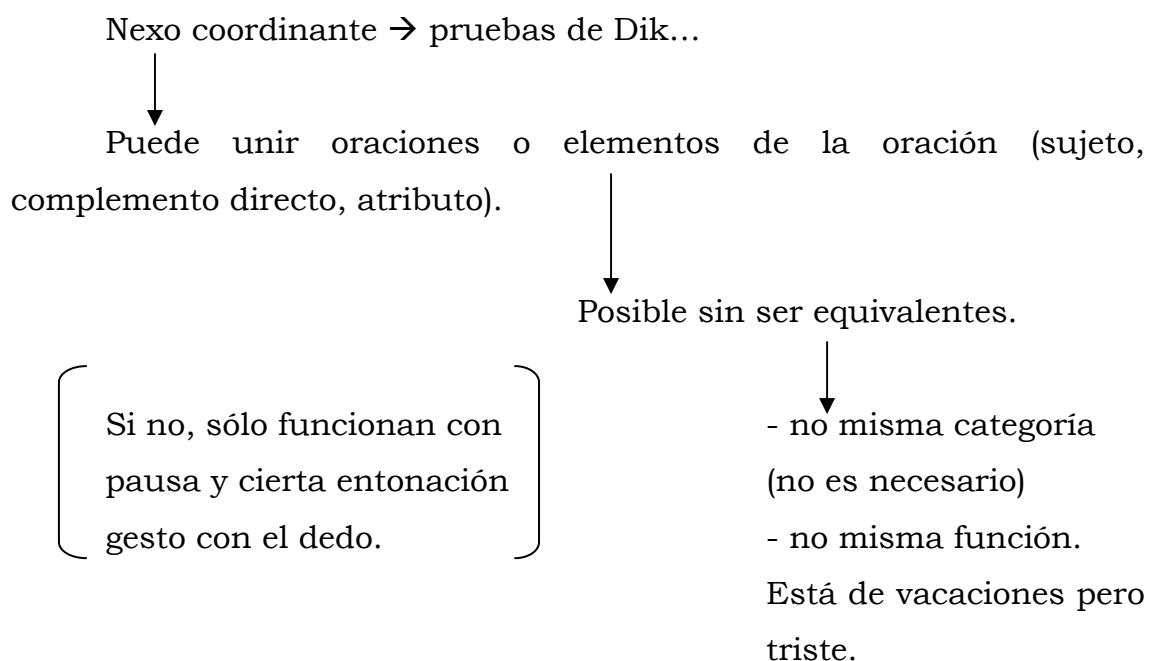 Nexo coordinante → pruebas de Dik…
Puede unir oraciones o elementos de la oración (sujeto,
complemento directo, atributo).
Posible sin ser equivalentes.
Si no, sólo funcionan con
pausa y cierta entonación
gesto con el dedo.
- no misma categoría
(no es necesario)
- no misma función.
Está de vacaciones pero
triste.